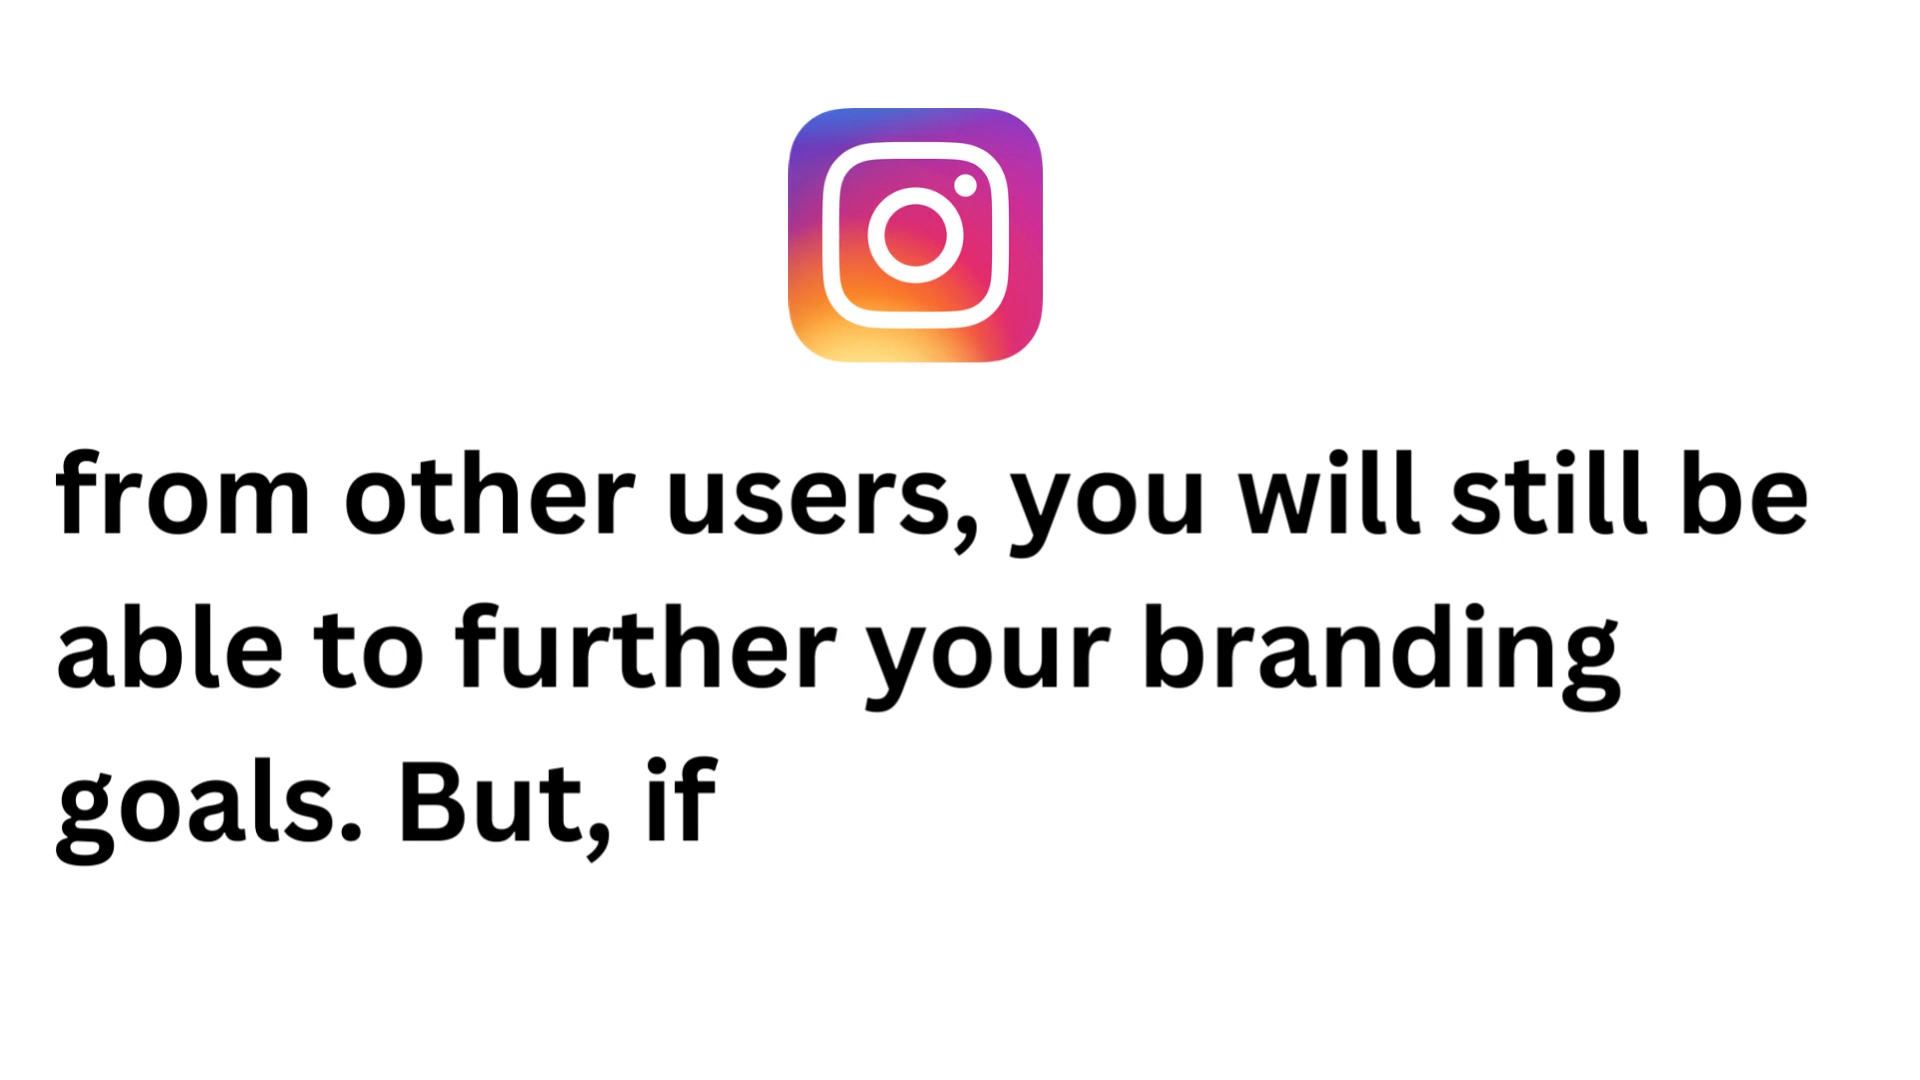 from other users, you will still be
able to further your branding
goals. But, if